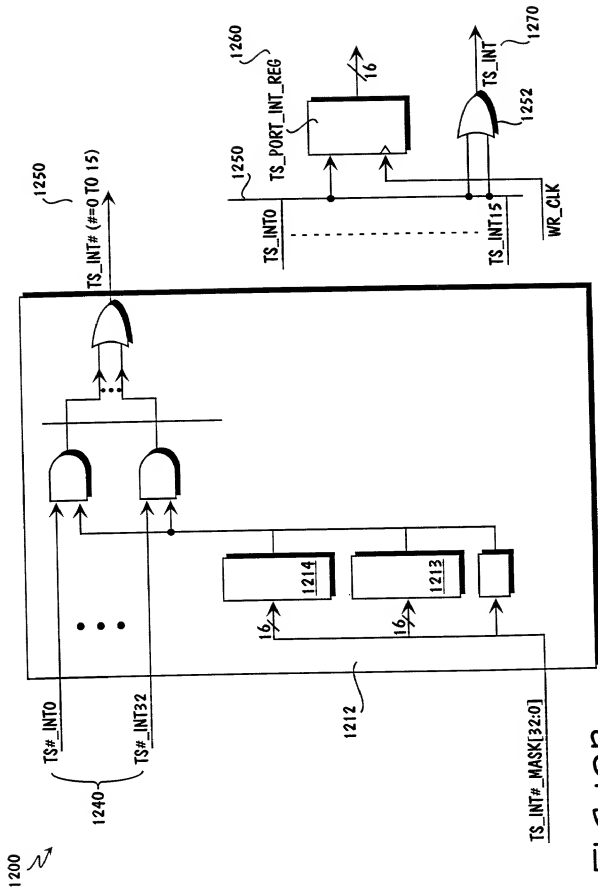 1200
1240
TS#_INT0
TS#_INT32
1212
TS_INT#_MASK[32:0]
16
1214
16
1213
1250
TS_INT# (#=0 TO 15)
1250
TS_INT0
TS_INT15
WR_CLK
1260
TS_PORT_INT_REG
16
TS_INT
1252
1270